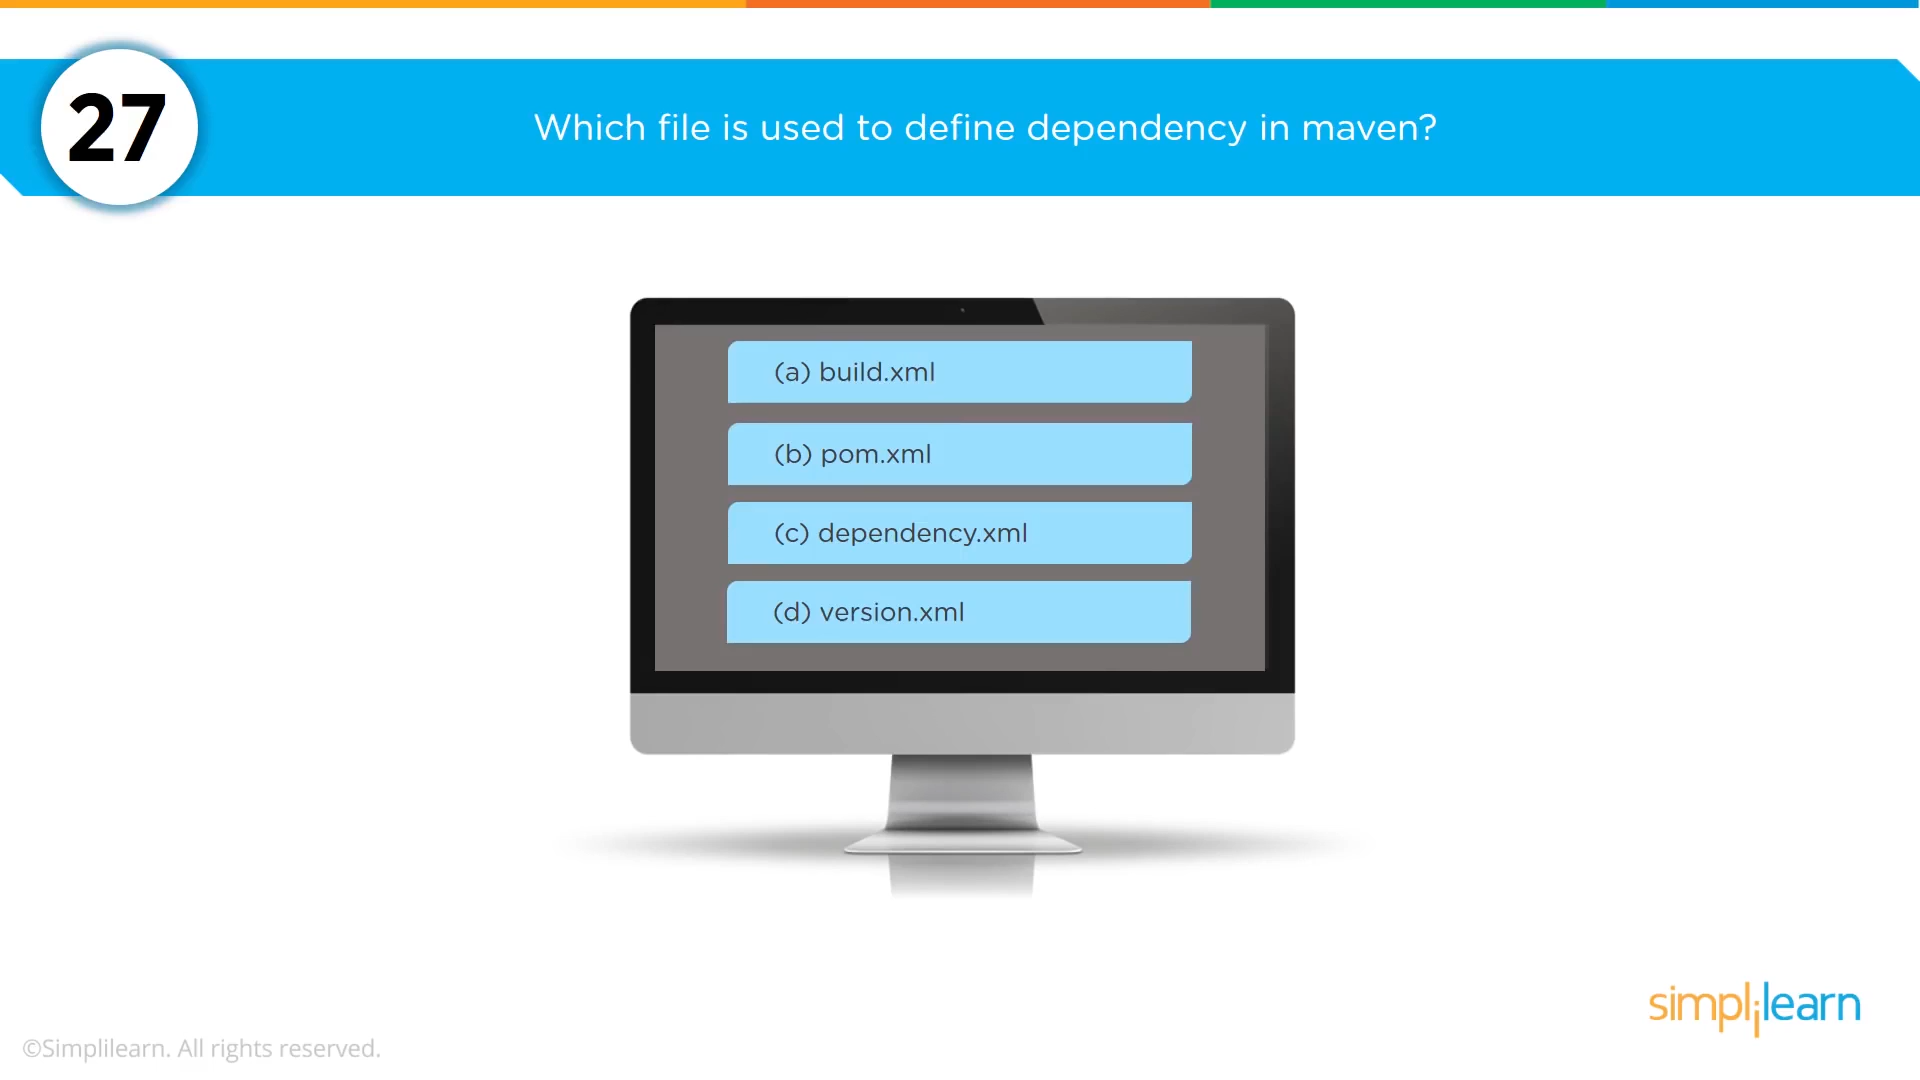 27
Which file is used to define dependency in maven?
(a) build.xml
(b) pom.xml
(c) dependency.xml
(d) version.xml
simplilearn
©Simplilearn. All rights reserved.